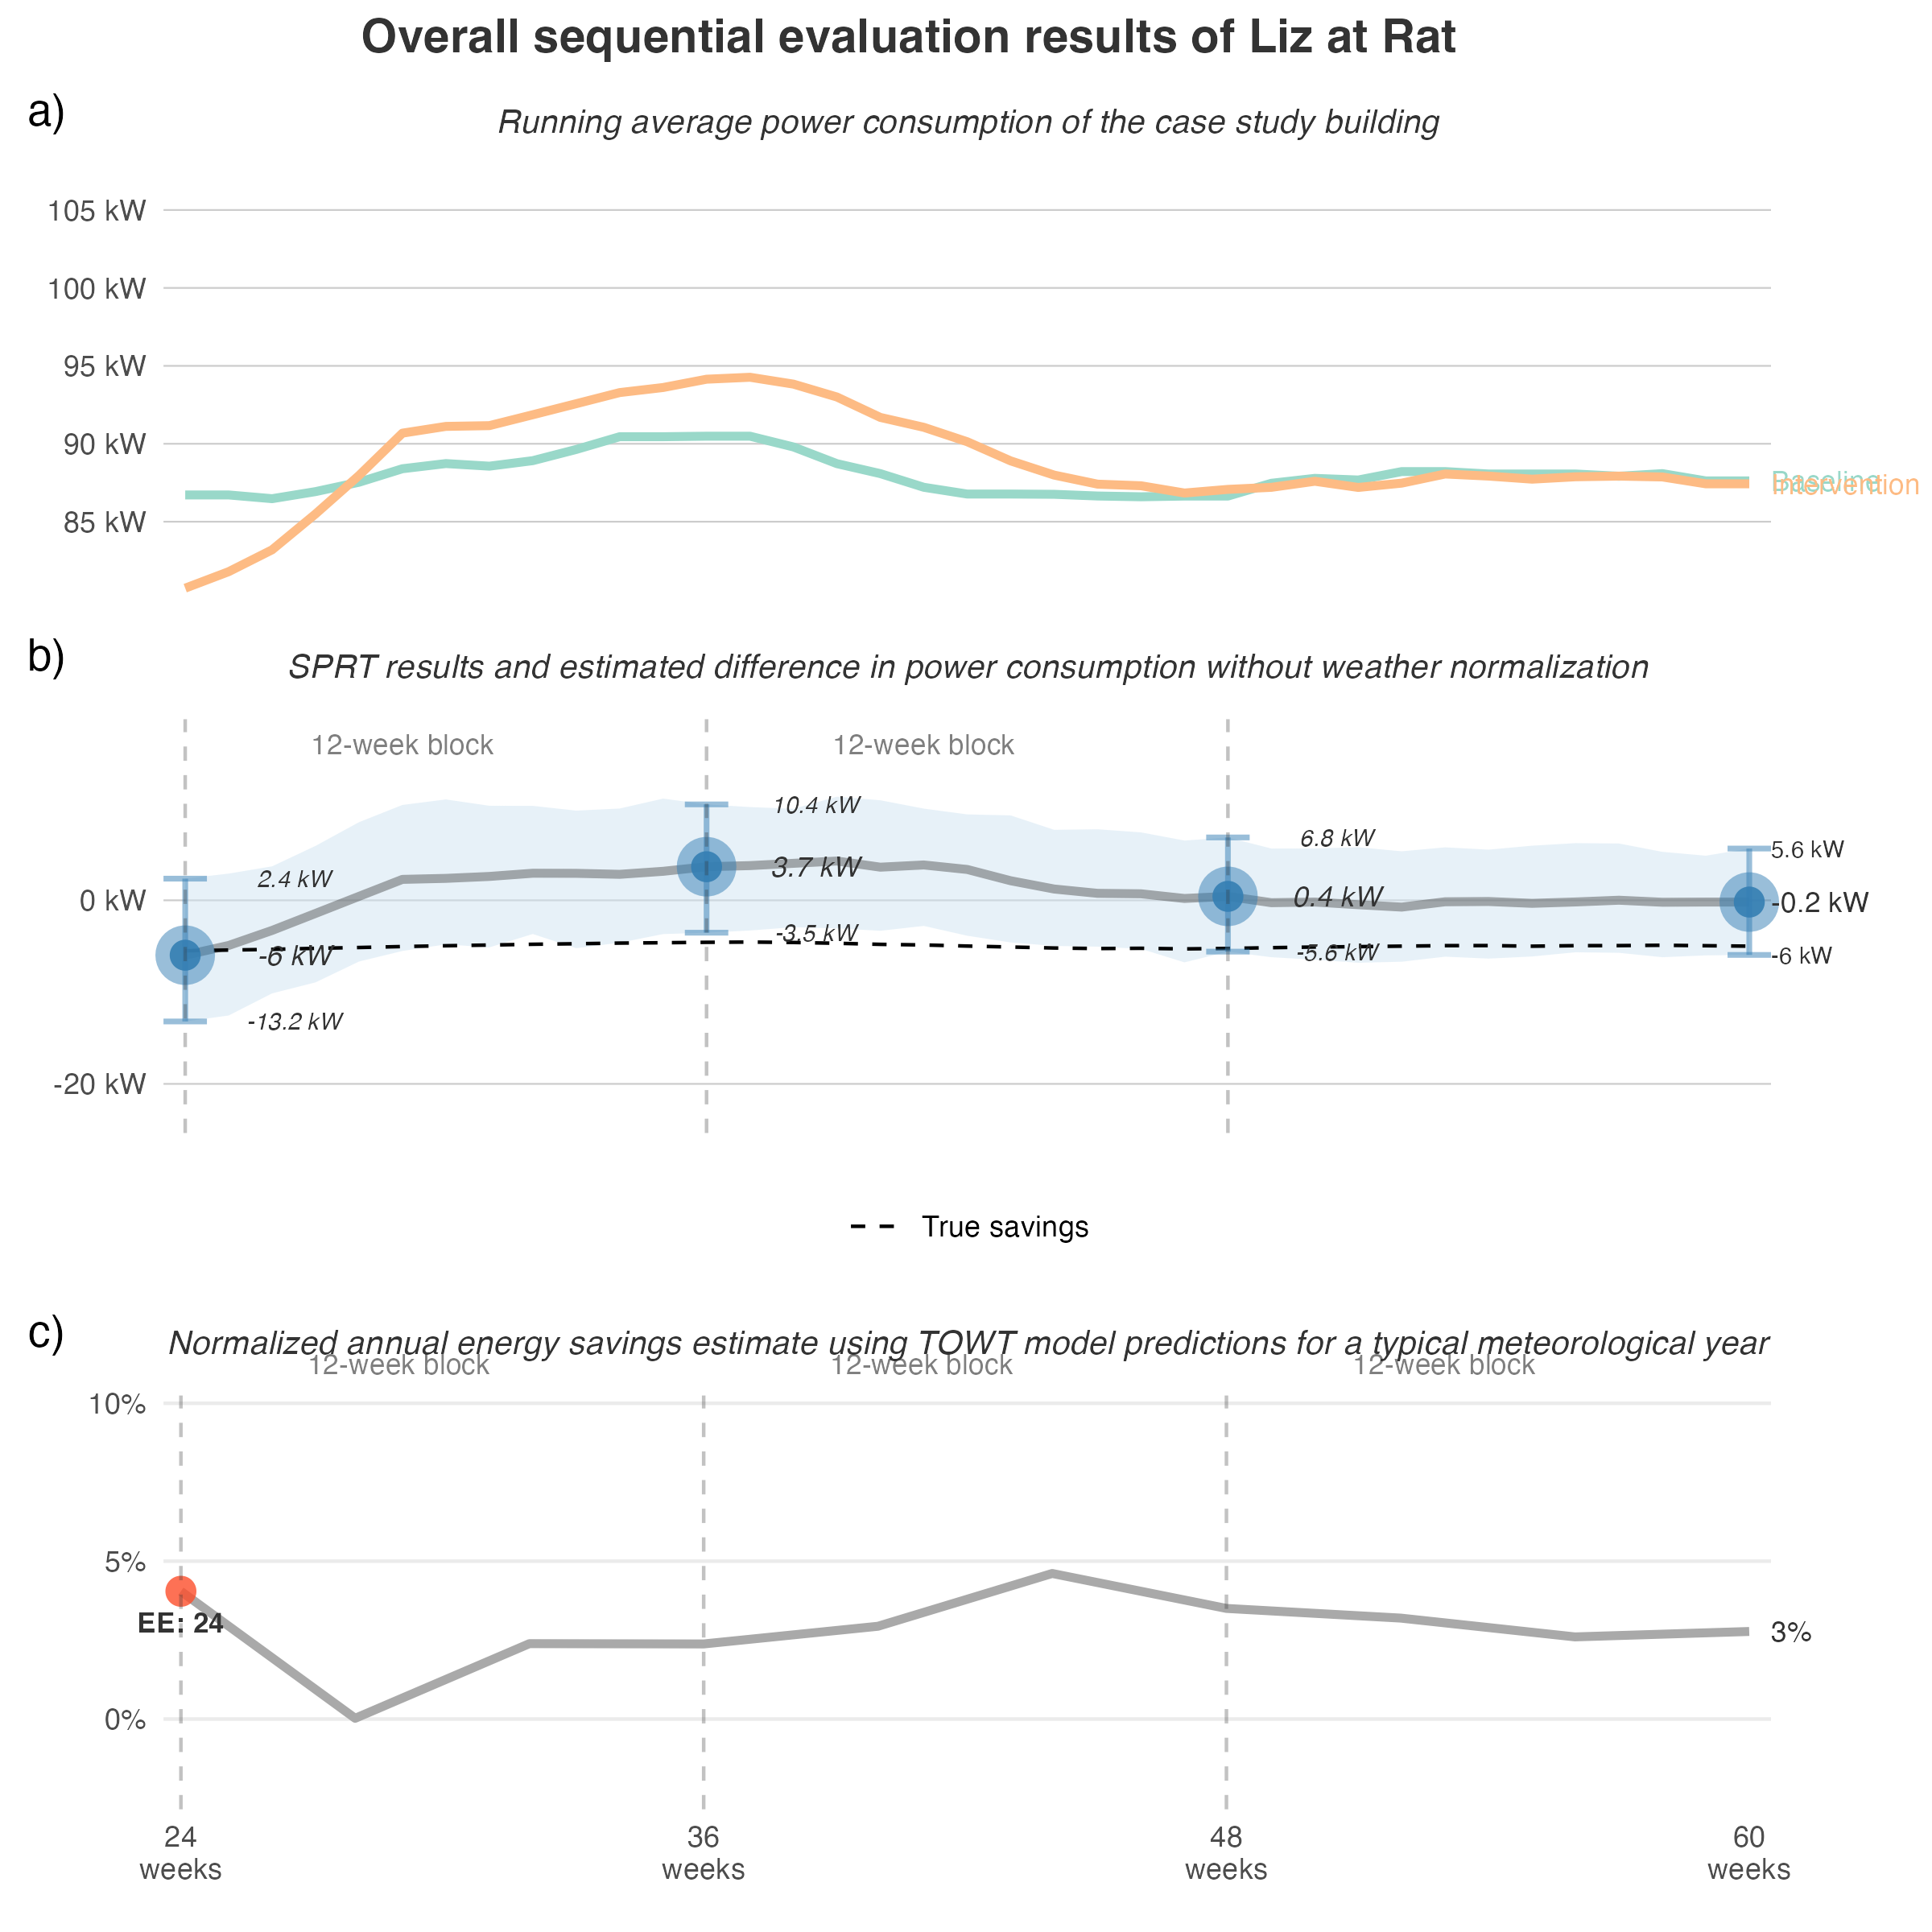 Overall sequential evaluation results of Liz at Rat
a)
Running average power consumption of the case study building
105 kW
100 kW
95 kW
90 kW
85 kW
Baseline
Intervention
b)
SPRT results and estimated difference in power consumption without weather normalization
12-week block
12-week block
10.4 kW
6.8 kW
5.6 kW
2.4 kW
3.7 kW
0 kW
0.4 kW
-0.2 kW
-3.5 kW
-6 kW
-5.6 kW
-6 kW
-13.2 kW
-20 kW
True savings
c)
Normalized annual energy savings estimate using TOWT model predictions for a typical meteorological year
12-week block
12-week block
12-week block
10%
5%
EE: 24
3%
0%
24
weeks
36
weeks
48
weeks
60
weeks